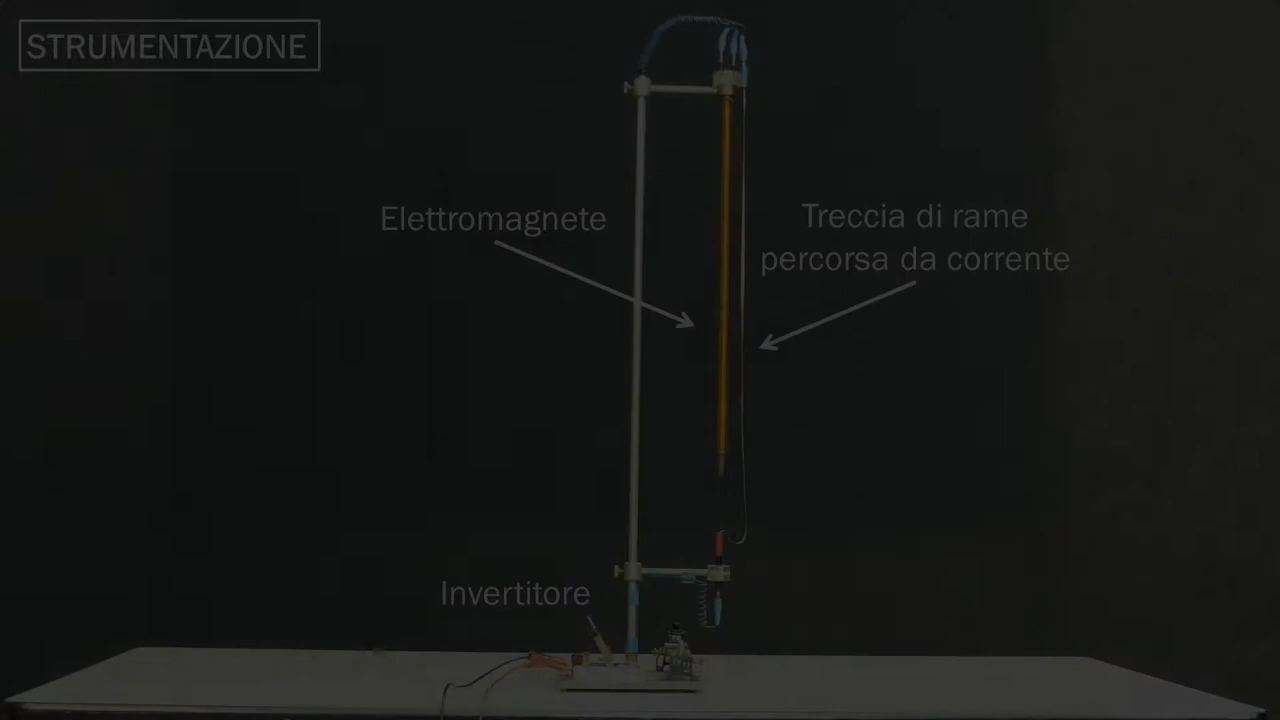 STRUMENTAZIONE
Elettromagnete
Treccia di rame
percorsa da corrente
Invertitore